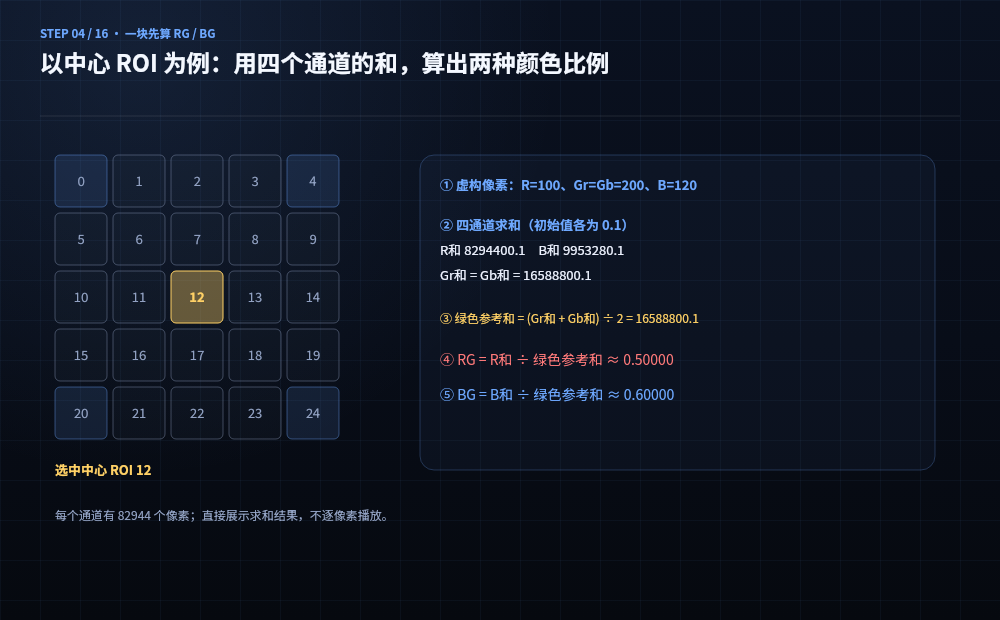 STEP 04 / 16 · 一块先算 RG / BG
以中心 ROI 为例：用四个通道的和，算出两种颜色比例
0 1 2 3 4
5 6 7 8 9
10 11 12 13 14
15 16 17 18 19
20 21 22 23 24
选中中心 ROI 12
每个通道有 82944 个像素；直接展示求和结果，不逐像素播放。
① 虚构像素：R=100、Gr=Gb=200、B=120
② 四通道求和（初始值各为 0.1）
R和 8294400.1 B和 9953280.1
Gr和 = Gb和 = 16588800.1
③ 绿色参考和 = (Gr和 + Gb和) ÷ 2 = 16588800.1
④ RG = R和 ÷ 绿色参考和 ≈ 0.50000
⑤ BG = B和 ÷ 绿色参考和 ≈ 0.60000